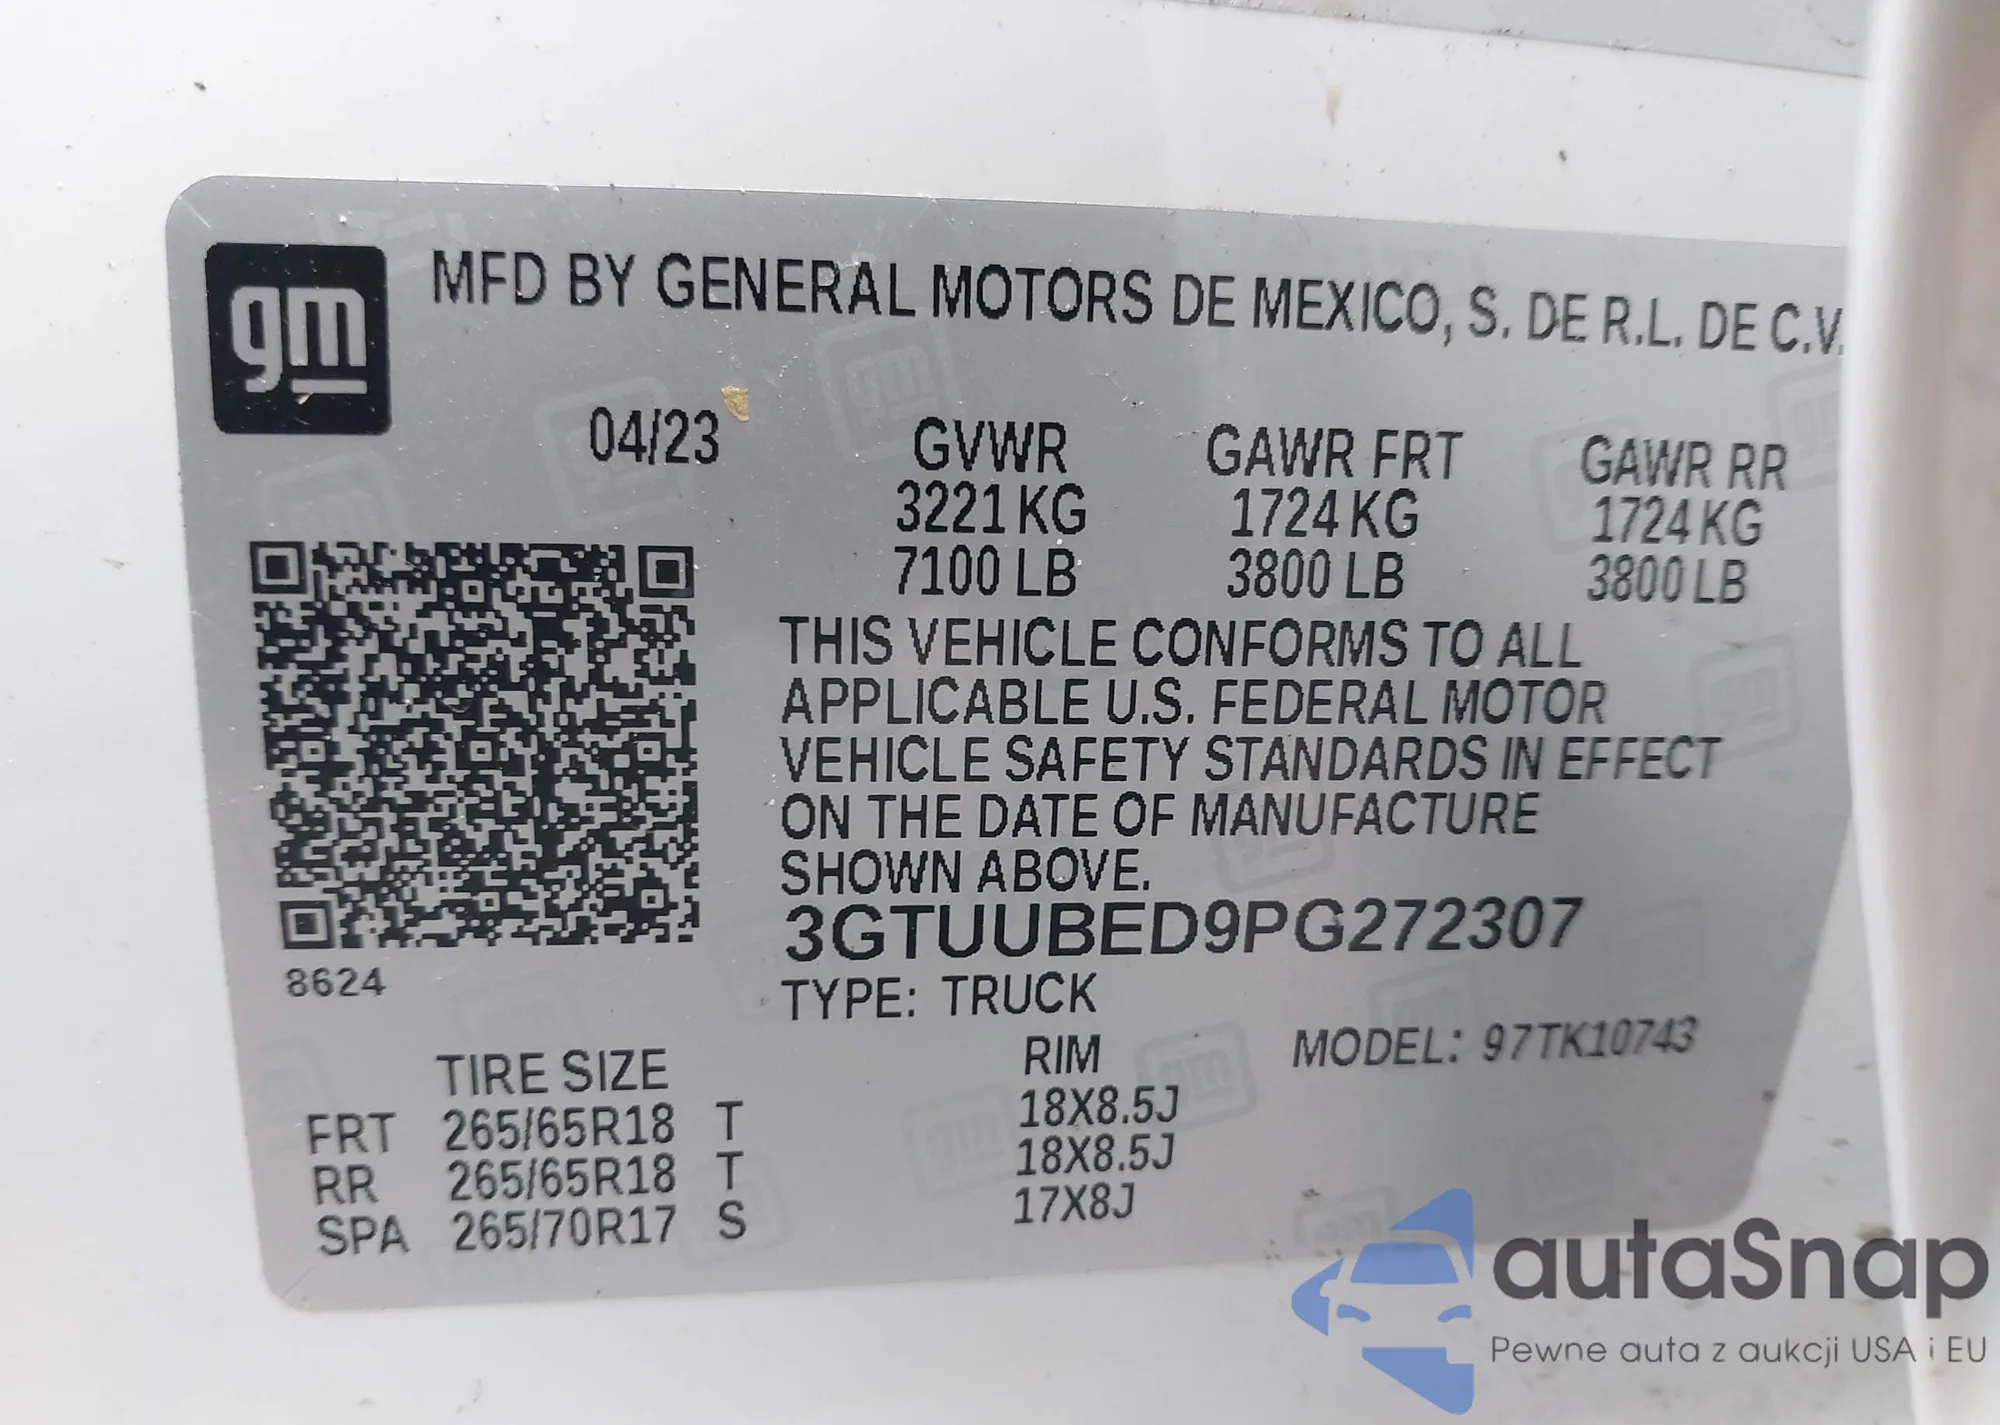 gm
MFD BY GENERAL MOTORS DE MEXICO, S. DE R.L. DE C.V.
04/23
GVWR GAWR FRT GAWR RR
3221 KG 1724 KG 1724 KG
7100 LB 3800 LB 3800 LB
THIS VEHICLE CONFORMS TO ALL
APPLICABLE U.S. FEDERAL MOTOR
VEHICLE SAFETY STANDARDS IN EFFECT
ON THE DATE OF MANUFACTURE
SHOWN ABOVE.
3GTUUBED9PG272307
8624
TYPE: TRUCK
MODEL: 97TK10743
TIRE SIZE RIM
FRT 265/65R18 T 18X8.5J
RR 265/65R18 T 18X8.5J
SPA 265/70R17 S 17X8J
autaSnap
Pewne auta z aukcji USA i EU